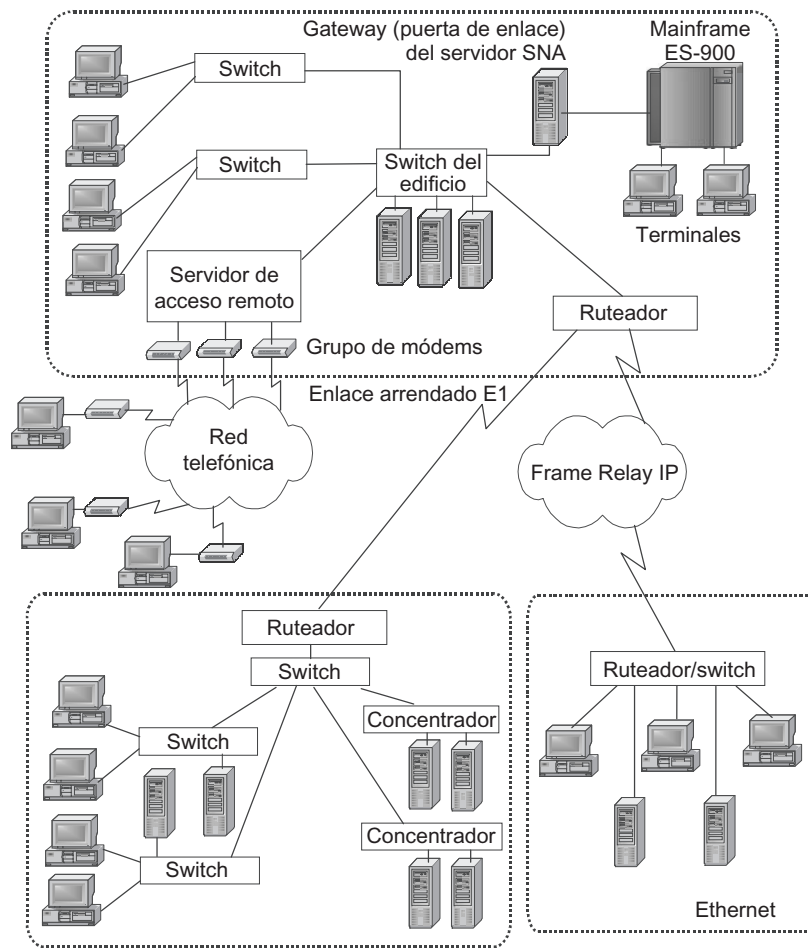 Gateway (puerta de enlace)
del servidor SNA
Mainframe
ES-900
Switch
Switch
Switch del
edificio
Terminales
Servidor de
acceso remoto
Ruteador
Grupo de módems
Enlace arrendado E1
Red
telefónica
Frame Relay IP
Ruteador
Switch
Ruteador/switch
Concentrador
Switch
Concentrador
Switch
Ethernet